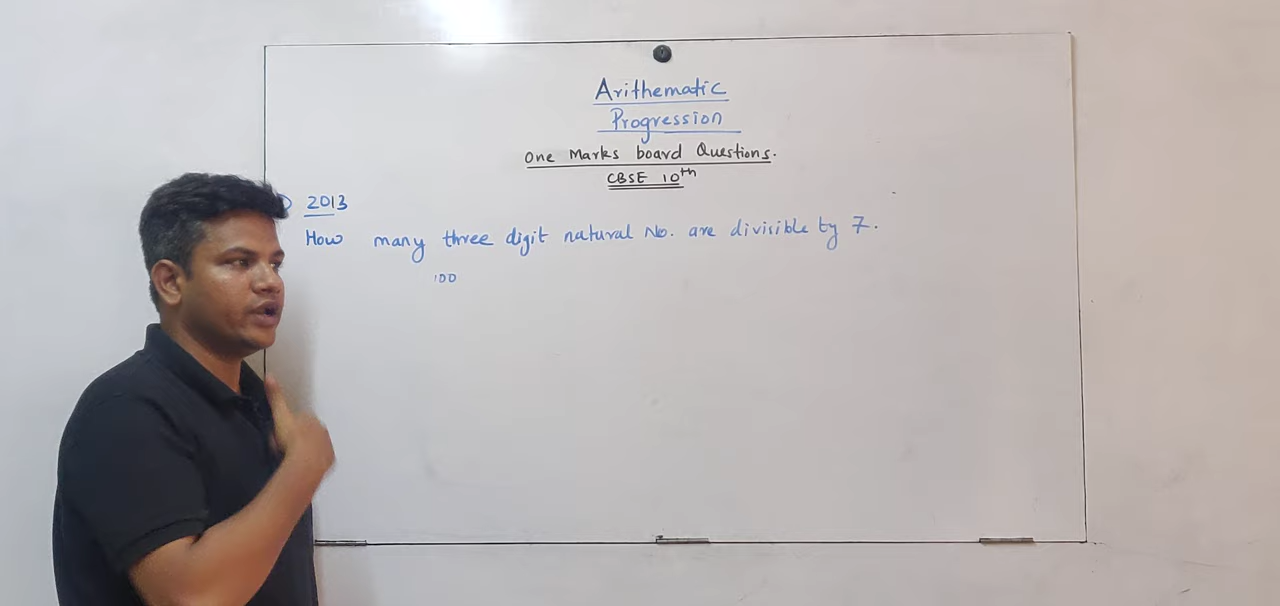 Arithematic
Progression
One Marks board Questions.
CBSE 10th
) 2013
How many three digit natural No. are divisible by 7.
100